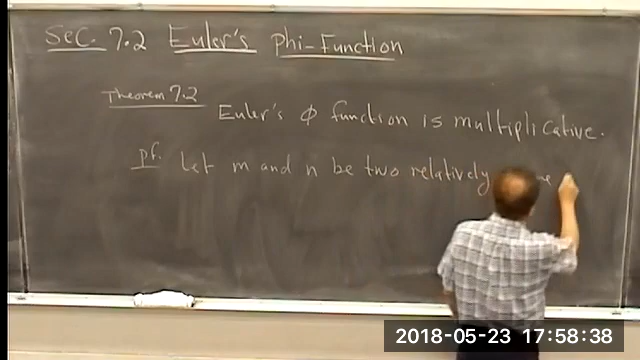 Sec. 7.2 Euler's Phi-Function
Theorem 7.2 Euler's ϕ function is multiplicative.
pf. Let m and n be two relatively
2018-05-23 17:58:38